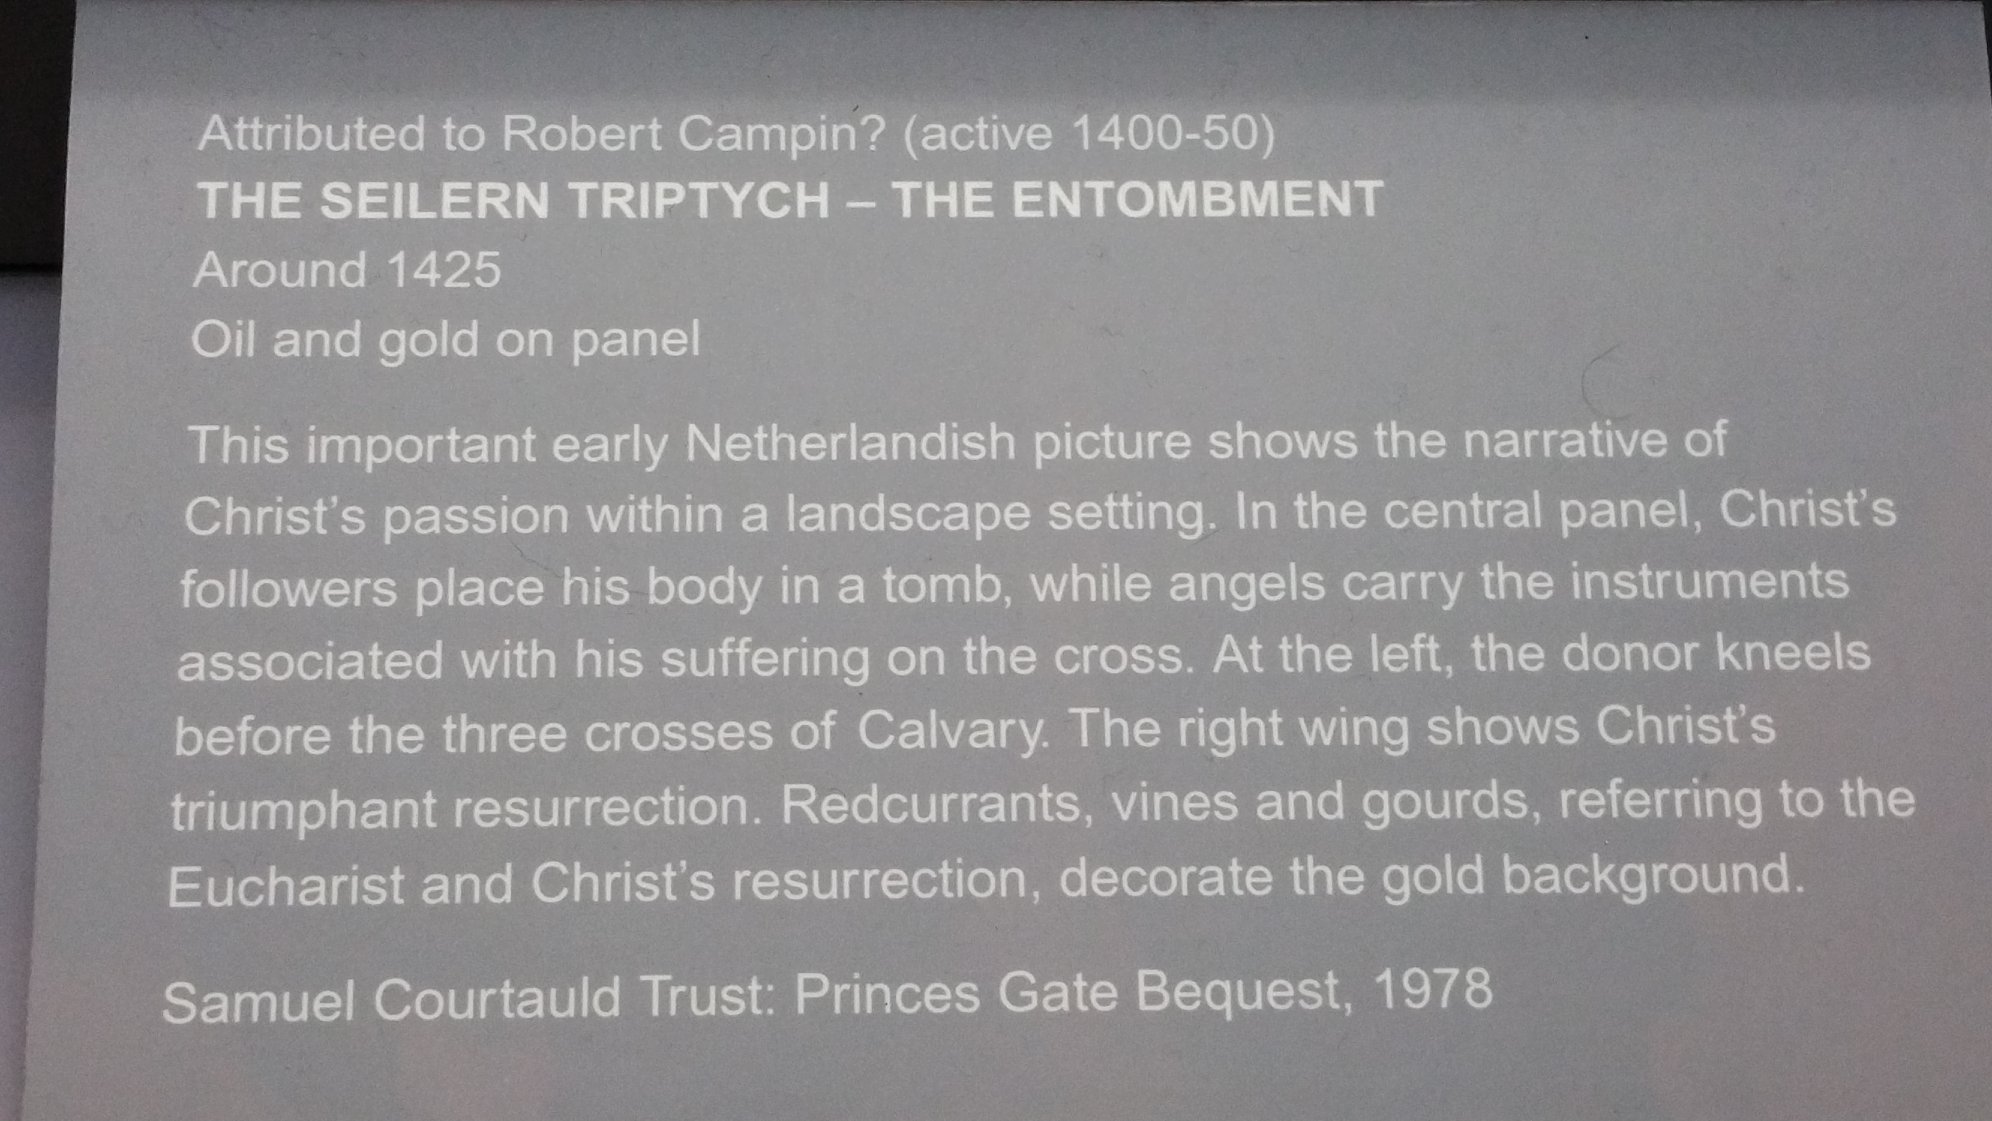 Attributed to Robert Campin? (active 1400-50)
THE SEILERN TRIPTYCH – THE ENTOMBMENT
Around 1425
Oil and gold on panel
This important early Netherlandish picture shows the narrative of
Christ’s passion within a landscape setting. In the central panel, Christ’s
followers place his body in a tomb, while angels carry the instruments
associated with his suffering on the cross. At the left, the donor kneels
before the three crosses of Calvary. The right wing shows Christ’s
triumphant resurrection. Redcurrants, vines and gourds, referring to the
Eucharist and Christ’s resurrection, decorate the gold background.
Samuel Courtauld Trust: Princes Gate Bequest, 1978